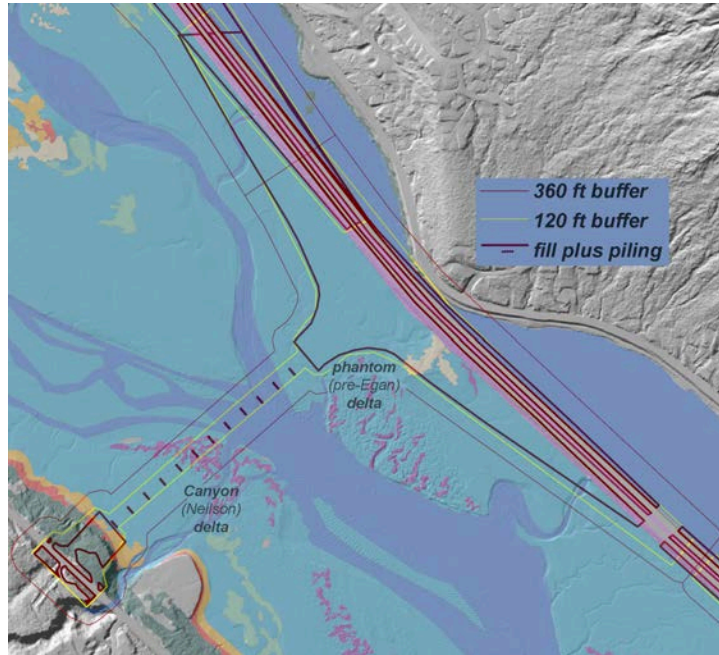 360 ft buffer
120 ft buffer
fill plus piling
phantom
(pre-Egan)
delta
Canyon
(Neilson)
delta